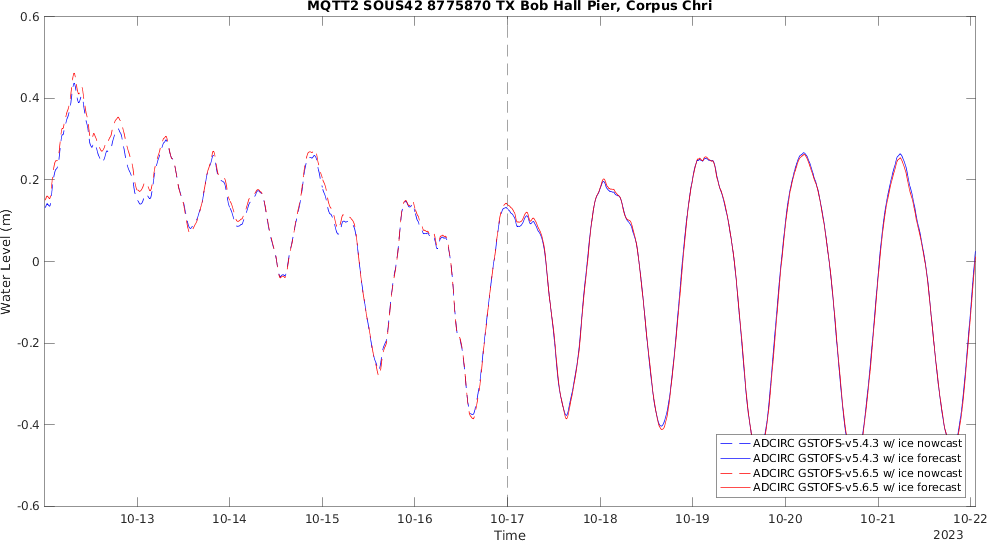 MQTT2 SOUS42 8775870 TX Bob Hall Pier, Corpus Chri
0.6
0.4
0.2
0
-0.2
-0.4
-0.6
Water Level (m)
ADCIRC GSTOFS-v5.4.3 w/ ice nowcast
ADCIRC GSTOFS-v5.4.3 w/ ice forecast
ADCIRC GSTOFS-v5.6.5 w/ ice nowcast
ADCIRC GSTOFS-v5.6.5 w/ ice forecast
10-13 10-14 10-15 10-16 10-17 10-18 10-19 10-20 10-21 10-22
Time
2023